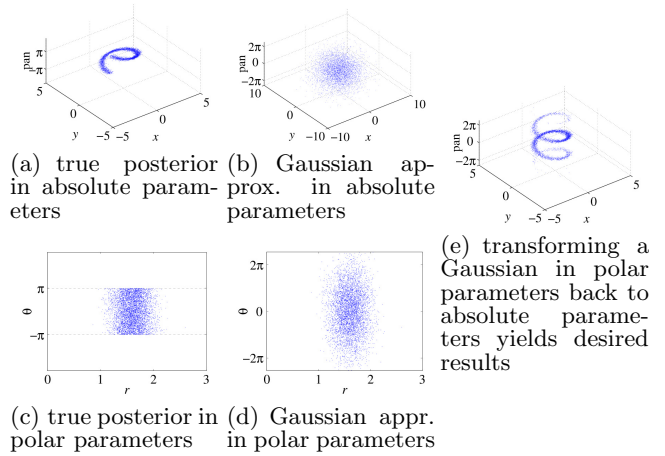 pan
π
−π
5
0
y
−5
−5
0
x
5
(a) true posterior
in absolute param-
eters
pan
2π
0
−2π
10
0
y
−10
−10
0
x
10
(b) Gaussian ap-
prox. in absolute
parameters
pan
2π
0
−2π
5
0
y
−5
−5
0
x
5
(e) transforming a
Gaussian in polar
parameters back to
absolute parame-
ters yields desired
results
θ
π
−π
0
1
2
3
r
(c) true posterior in
polar parameters
θ
2π
0
−2π
0
1
2
3
r
(d) Gaussian appr.
in polar parameters